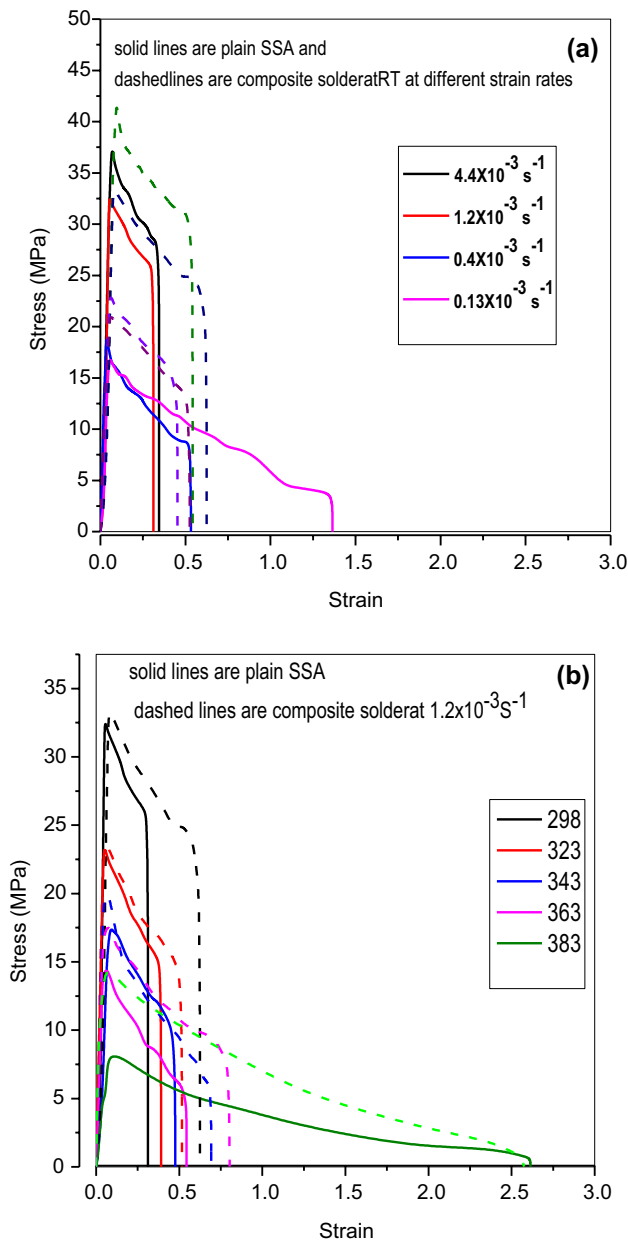 (a)
solid lines are plain SSA and
dashedlines are composite solderatRT at different strain rates
4.4X10⁻³ s⁻¹
1.2X10⁻³ s⁻¹
0.4X10⁻³ s⁻¹
0.13X10⁻³ s⁻¹
Stress (MPa)
50
45
40
35
30
25
20
15
10
5
0
0.0 0.5 1.0 1.5 2.0 2.5 3.0
Strain
(b)
solid lines are plain SSA
dashed lines are composite solderat 1.2x10⁻³S⁻¹
298
323
343
363
383
Stress (MPa)
35
30
25
20
15
10
5
0
0.0 0.5 1.0 1.5 2.0 2.5 3.0
Strain